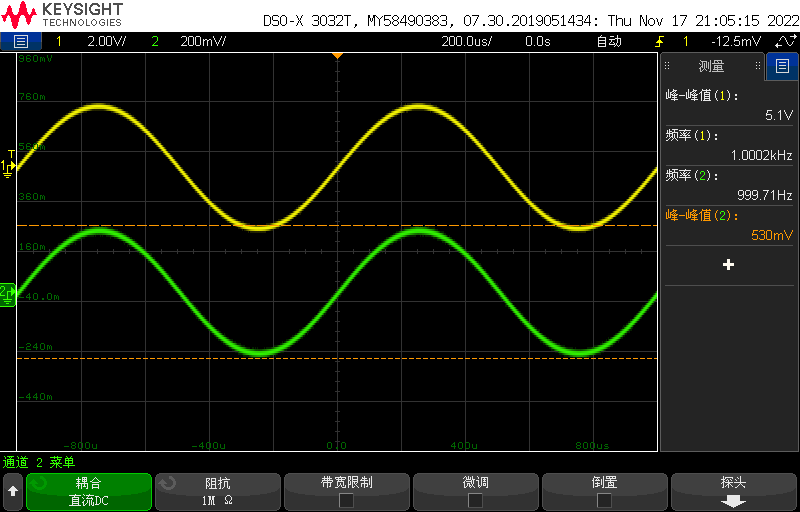 KEYSIGHT
TECHNOLOGIES
DSO-X 3032T, MY58490383, 07.30.2019051434: Thu Nov 17 21:05:15 2022
1 2.00V/ 2 200mV/ 200.0us/ 0.0s 自动 1 -12.5mV
960mV
760m
560m
360m
160m
-40.0m
-240m
-440m
T
1
2
-800u -400u 0.0 400u 800us
测量
峰-峰值(1):
5.1V
频率(1):
1.0002kHz
频率(2):
999.71Hz
峰-峰值(2):
530mV
+
通道 2 菜单
耦合
直流DC
阻抗
1M Ω
带宽限制
微调
倒置
探头